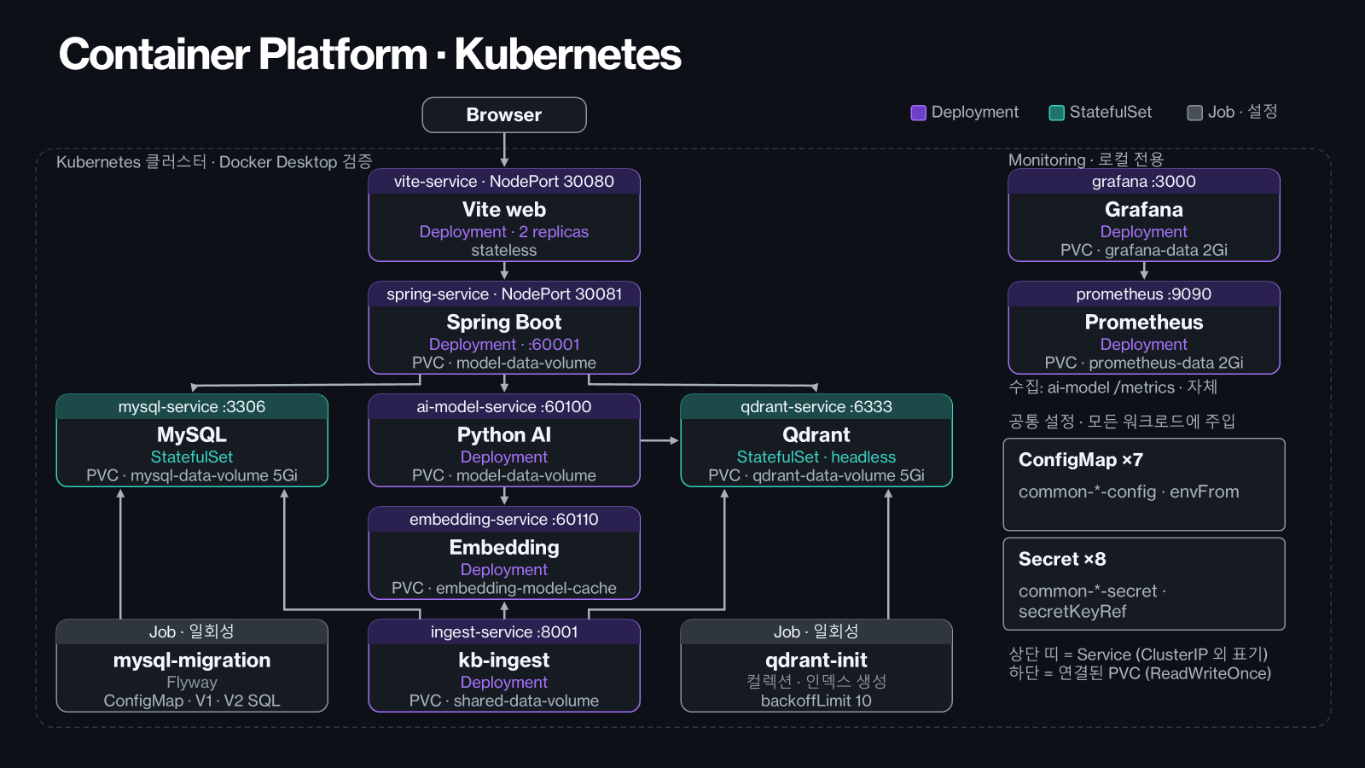 Container Platform · Kubernetes
Browser
Deployment
StatefulSet
Job · 설정
Kubernetes 클러스터 · Docker Desktop 검증
vite-service · NodePort 30080
Vite web
Deployment · 2 replicas
stateless
spring-service · NodePort 30081
Spring Boot
Deployment · :60001
PVC · model-data-volume
mysql-service :3306
MySQL
StatefulSet
PVC · mysql-data-volume 5Gi
ai-model-service :60100
Python AI
Deployment
PVC · model-data-volume
qdrant-service :6333
Qdrant
StatefulSet · headless
PVC · qdrant-data-volume 5Gi
embedding-service :60110
Embedding
Deployment
PVC · embedding-model-cache
Job · 일회성
mysql-migration
Flyway
ConfigMap · V1 · V2 SQL
ingest-service :8001
kb-ingest
Deployment
PVC · shared-data-volume
Job · 일회성
qdrant-init
컬렉션 · 인덱스 생성
backoffLimit 10
Monitoring · 로컬 전용
grafana :3000
Grafana
Deployment
PVC · grafana-data 2Gi
prometheus :9090
Prometheus
Deployment
PVC · prometheus-data 2Gi
수집: ai-model /metrics · 자체
공통 설정 · 모든 워크로드에 주입
ConfigMap ×7
common-*-config · envFrom
Secret ×8
common-*-secret ·
secretKeyRef
상단 띠 = Service (ClusterIP 외 표기)
하단 = 연결된 PVC (ReadWriteOnce)